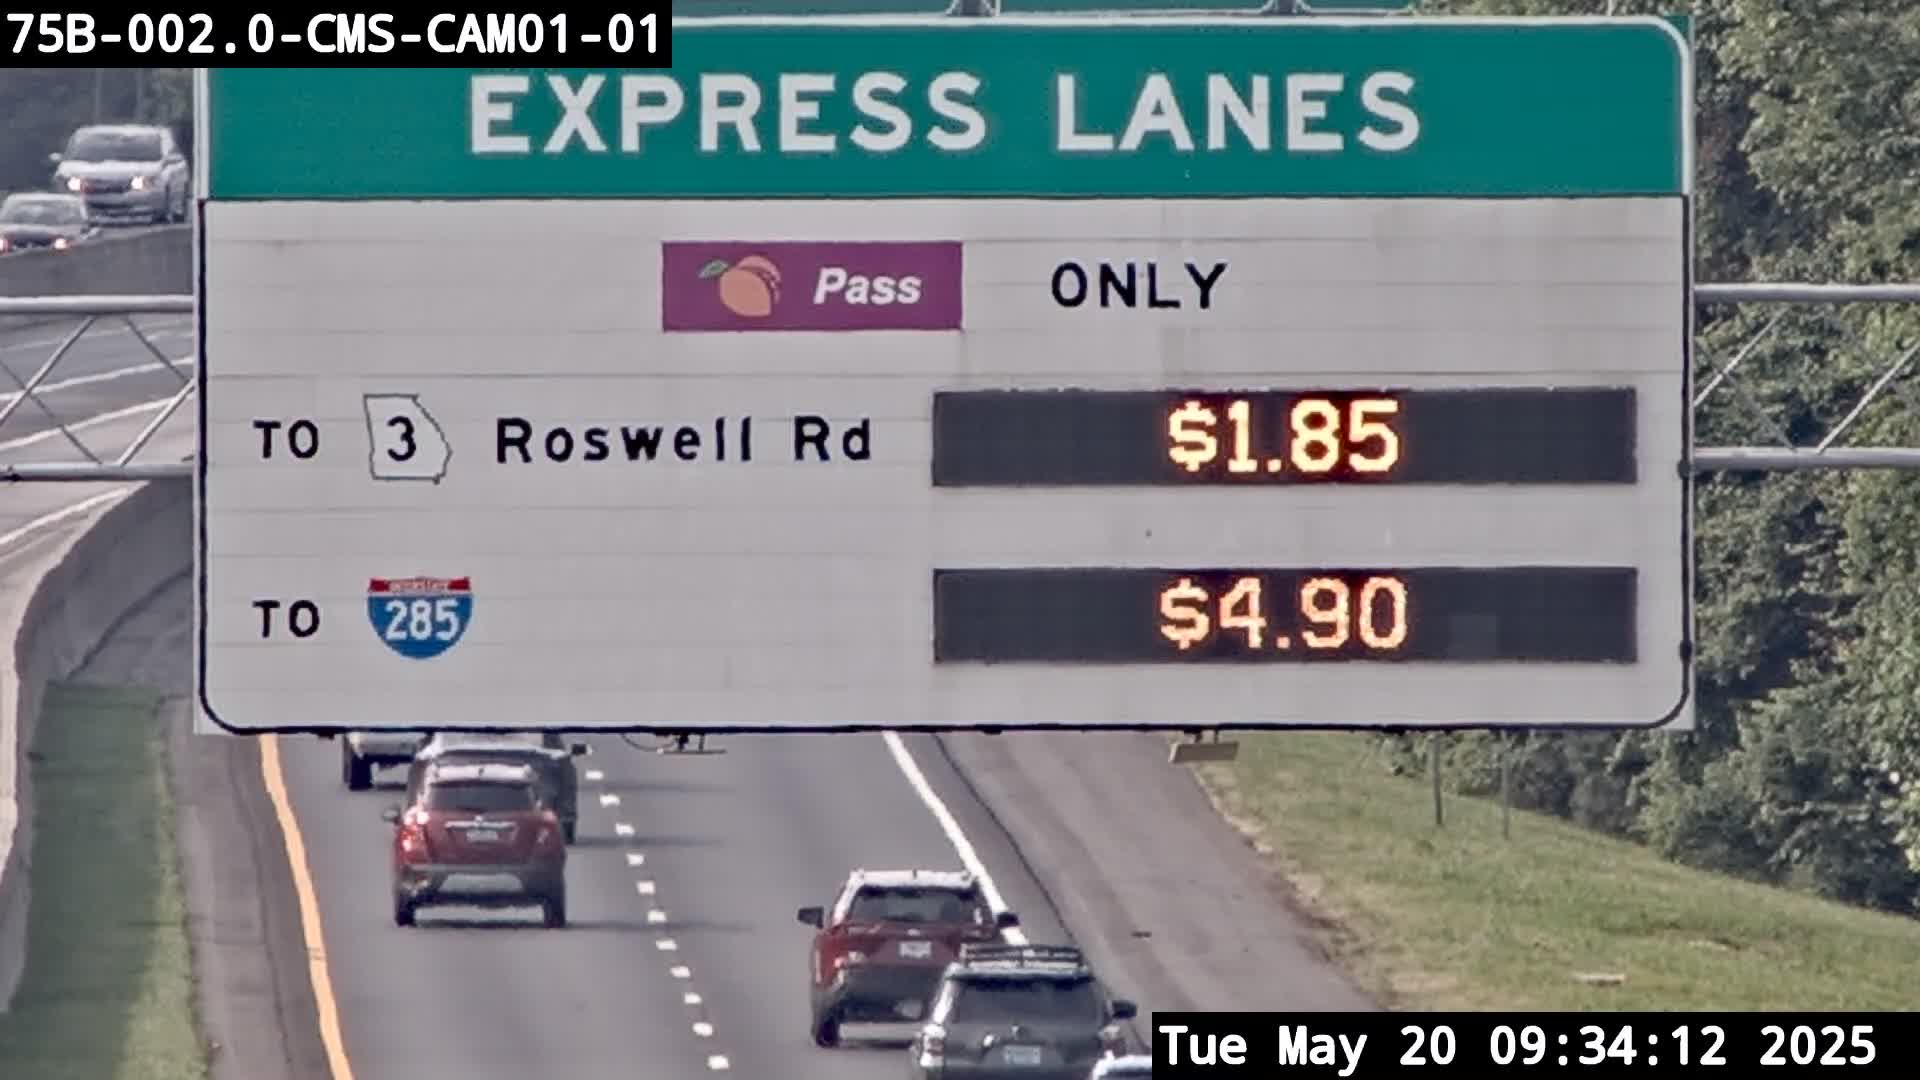 75B-002.0-CMS-CAM01-01
EXPRESS LANES
Pass ONLY
TO 3 Roswell Rd $1.85
TO INTERSTATE 285 $4.90
Tue May 20 09:34:12 2025